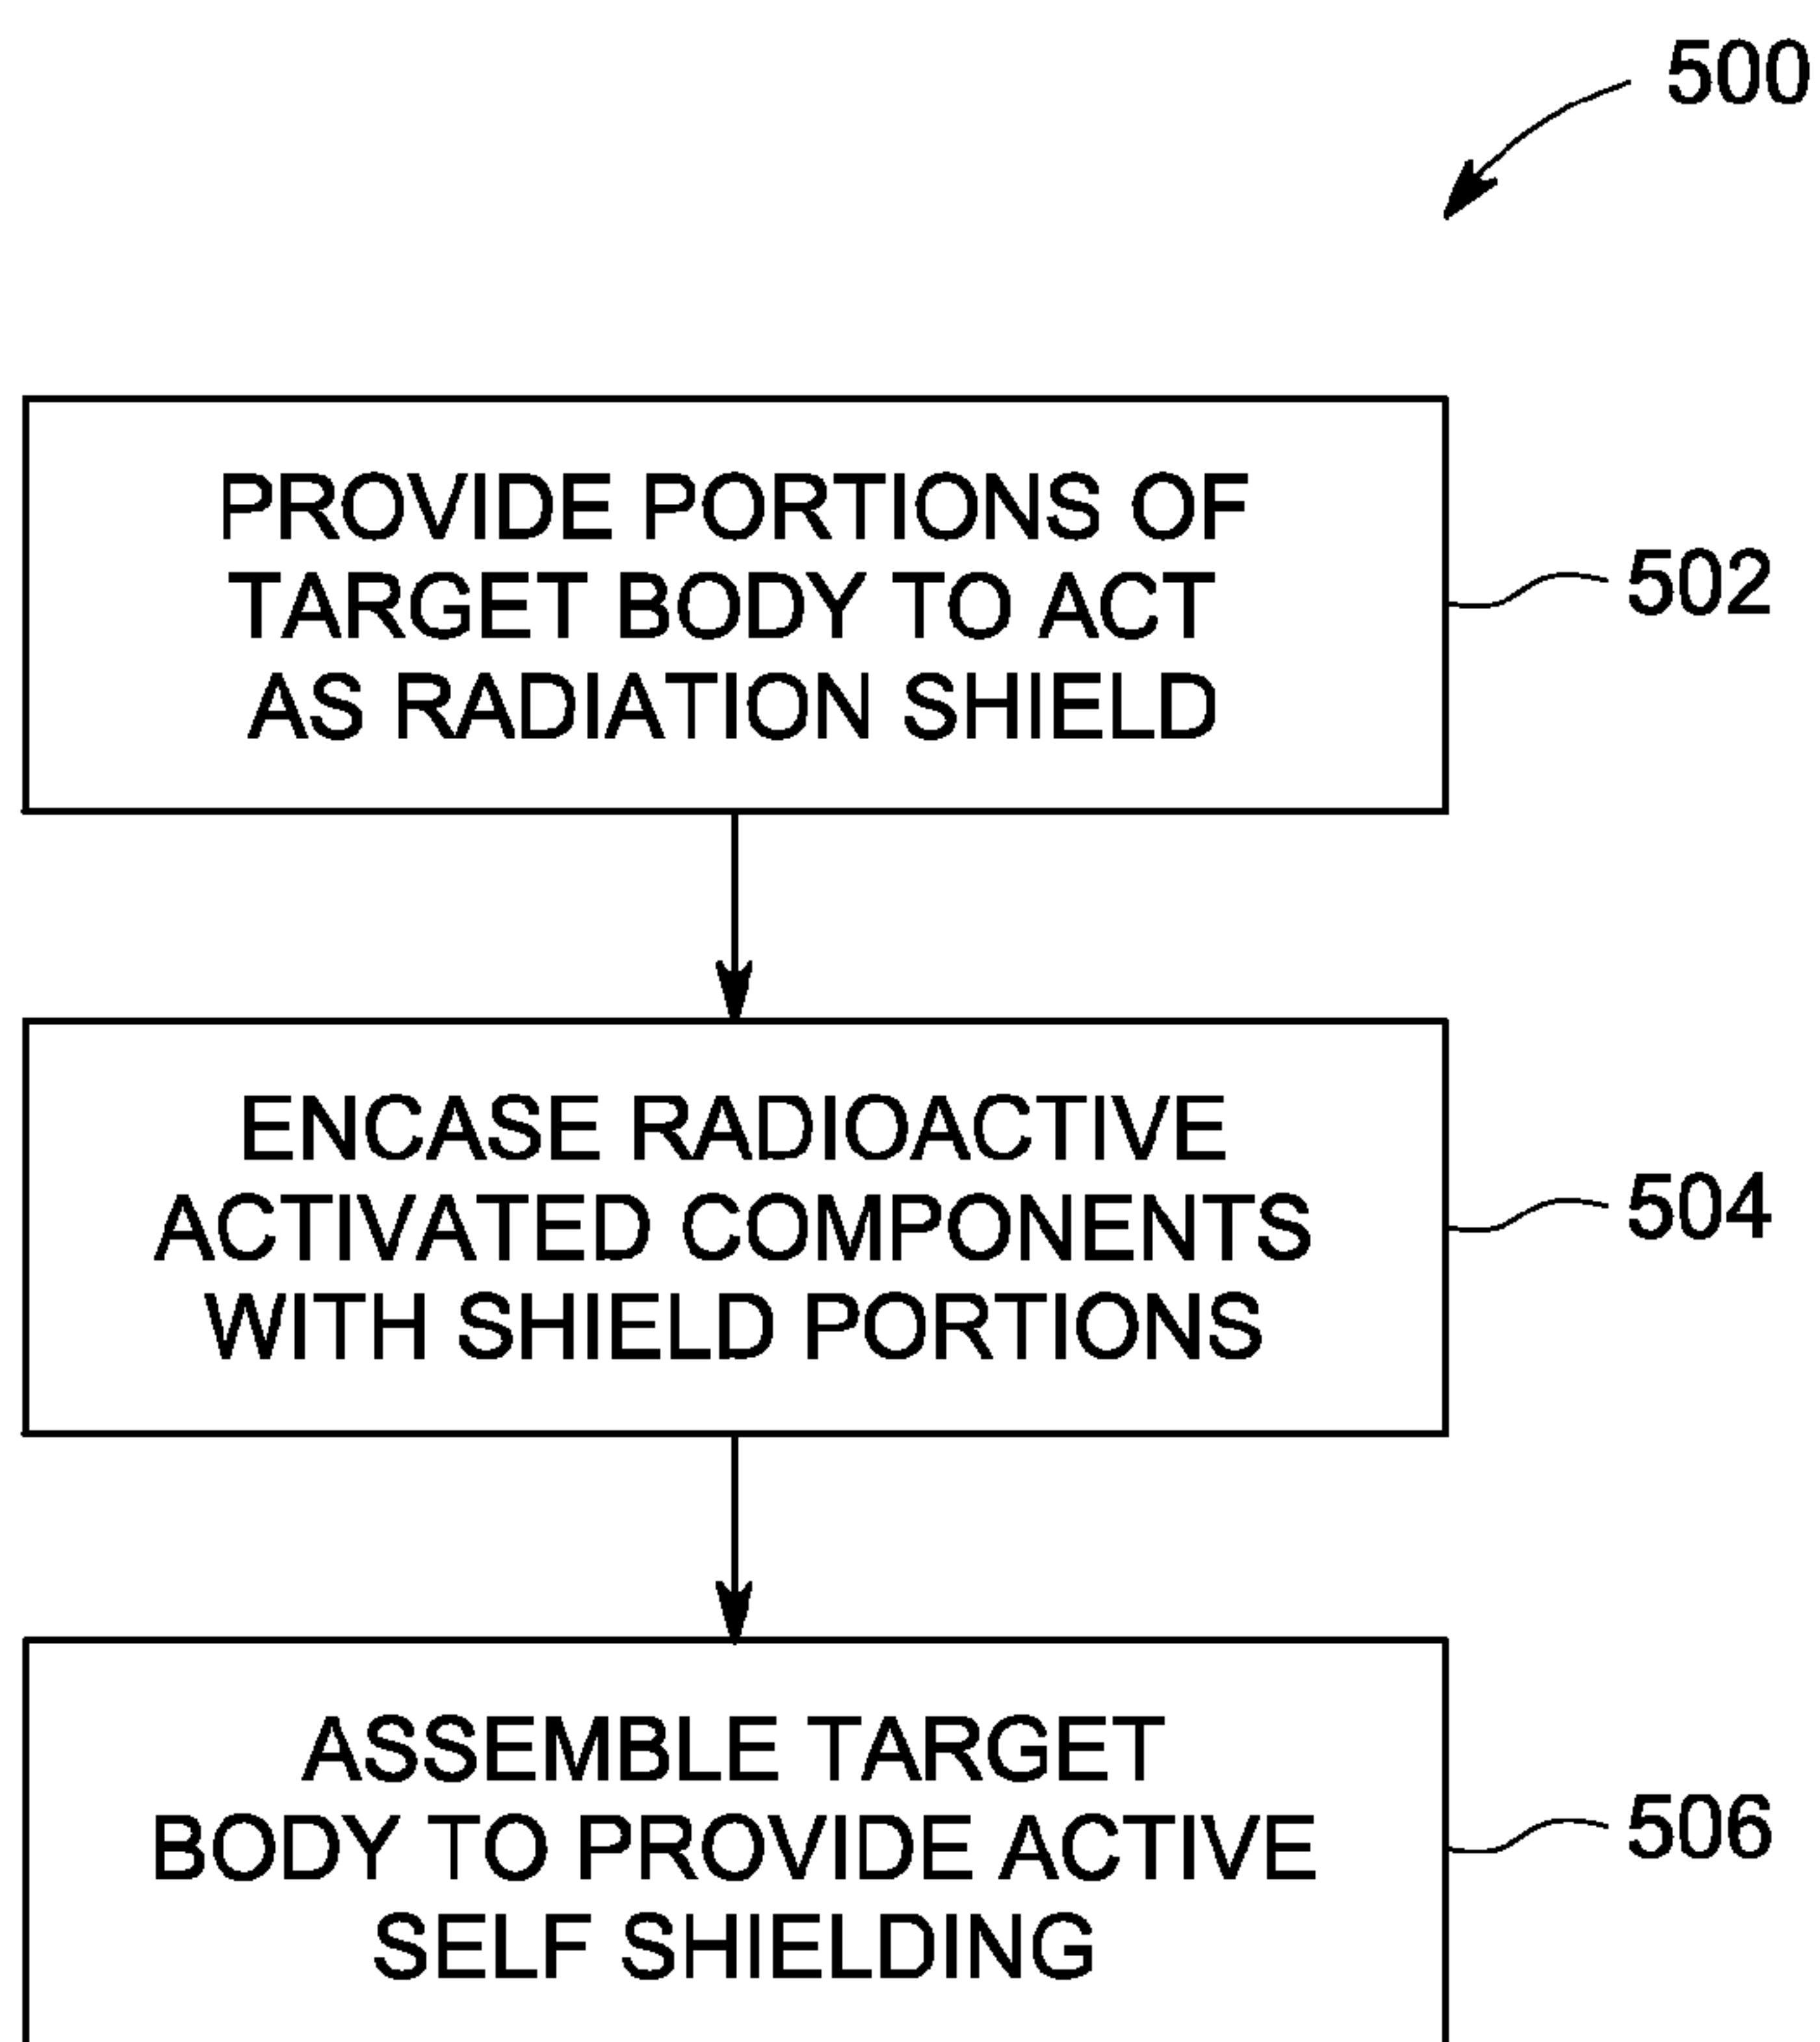 500
PROVIDE PORTIONS OF
TARGET BODY TO ACT
AS RADIATION SHIELD
502
ENCASE RADIOACTIVE
ACTIVATED COMPONENTS
WITH SHIELD PORTIONS
504
ASSEMBLE TARGET
BODY TO PROVIDE ACTIVE
SELF SHIELDING
506